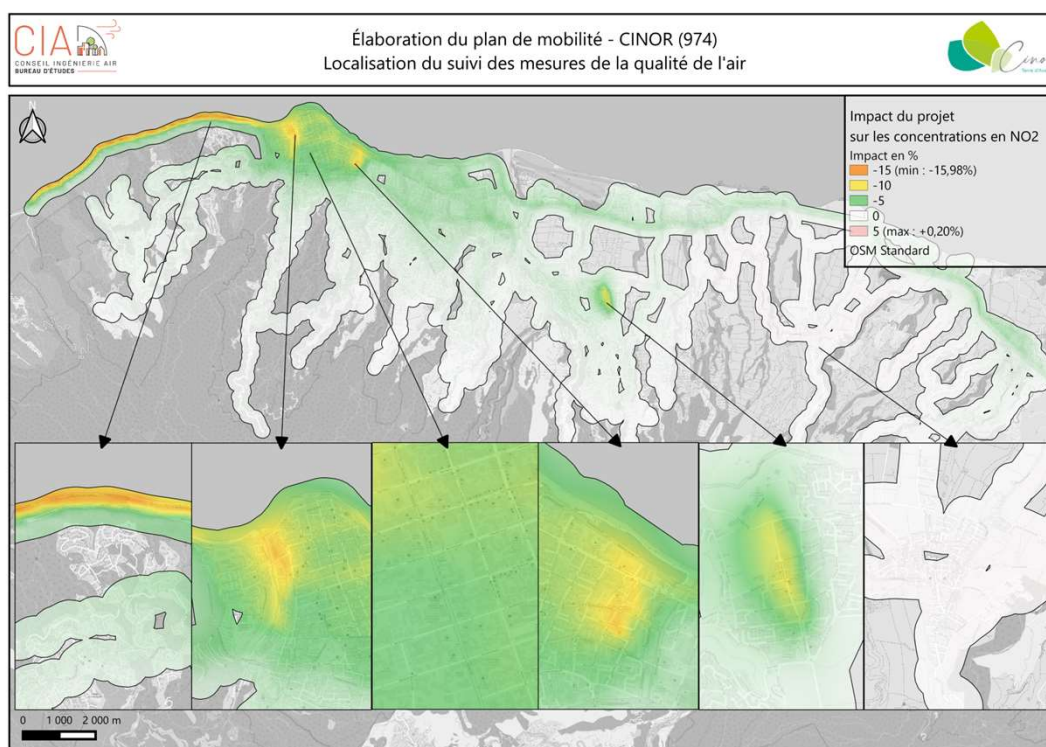 CIA
CONSEIL INGÉNIERIE AIR
BUREAU D'ÉTUDES
Élaboration du plan de mobilité - CINOR (974)
Localisation du suivi des mesures de la qualité de l'air
Cinor
N
Impact du projet
sur les concentrations en NO2
Impact en %
-15 (min : -15,98%)
-10
-5
0
5 (max : +0,20%)
OSM Standard
0 1 000 2 000 m